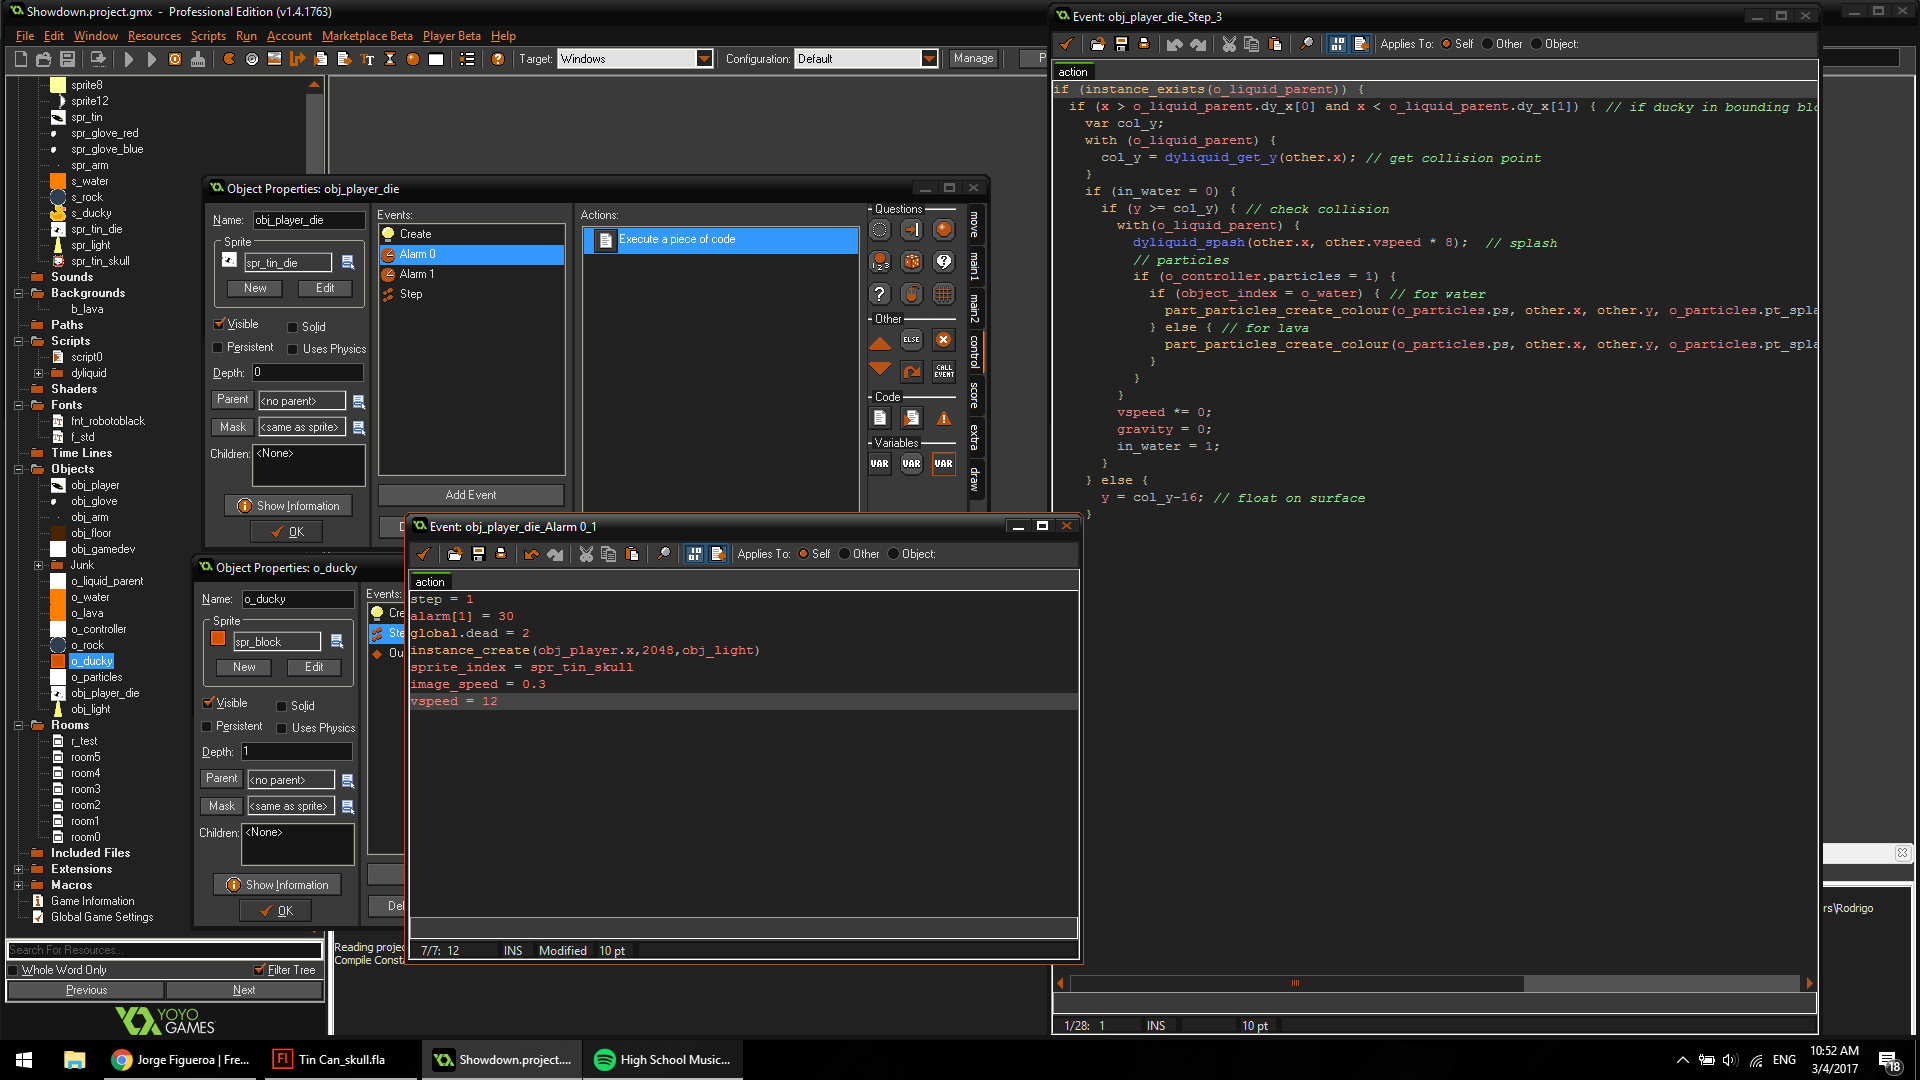 Showdown.project.gmx - Professional Edition (v1.4.1763)
File Edit Window Resources Scripts Run Account Marketplace Beta Player Beta Help
Target: Windows Configuration: Default Manage
sprite8
sprite12
spr_tin
spr_glove_red
spr_glove_blue
spr_arm
s_water
s_rock
s_ducky
spr_tin_die
spr_light
spr_tin_skull
Sounds
Backgrounds
b_lava
Paths
Scripts
script0
dyliquid
Shaders
Fonts
fnt_robotoblack
f_std
Time Lines
Objects
obj_player
obj_glove
obj_arm
obj_floor
obj_gamedev
Junk
o_liquid_parent
o_water
o_lava
o_controller
o_rock
o_ducky
o_particles
obj_player_die
obj_light
Rooms
r_test
room5
room4
room3
room2
room1
room0
Included Files
Extensions
Macros
Game Information
Global Game Settings
Search For Resources...
Whole Word Only Filter Tree
Previous Next
YOYO
GAMES
Object Properties: obj_player_die
Name: obj_player_die
Sprite
spr_tin_die
New Edit
Visible Solid
Persistent Uses Physics
Depth: 0
Parent <no parent>
Mask <same as sprite>
Children: <None>
Show Information
OK
Events:
Create
Alarm 0
Alarm 1
Step
Add Event
Actions:
Execute a piece of code
Questions
Other
ELSE
CALL EVENT
Code
Variables
VAR VAR VAR
move
main1
main2
control
score
extra
draw
Object Properties: o_ducky
Name: o_ducky
Sprite
spr_block
New Edit
Visible Solid
Persistent Uses Physics
Depth: 1
Parent <no parent>
Mask <same as sprite>
Children: <None>
Show Information
OK
Events:
Cre
Ste
Ou
Del
Reading projec
Compile Consta
Event: obj_player_die_Alarm 0_1
Applies To: Self Other Object:
action
step = 1
alarm[1] = 30
global.dead = 2
instance_create(obj_player.x,2048,obj_light)
sprite_index = spr_tin_skull
image_speed = 0.3
vspeed = 12
7/7: 12 INS Modified 10 pt
Event: obj_player_die_Step_3
Applies To: Self Other Object:
action
if (instance_exists(o_liquid_parent)) {
if (x > o_liquid_parent.dy_x[0] and x < o_liquid_parent.dy_x[1]) { // if ducky in bounding blo
var col_y;
with (o_liquid_parent) {
col_y = dyliquid_get_y(other.x); // get collision point
}
if (in_water = 0) {
if (y >= col_y) { // check collision
with(o_liquid_parent) {
dyliquid_spash(other.x, other.vspeed * 8); // splash
// particles
if (o_controller.particles = 1) {
if (object_index = o_water) { // for water
part_particles_create_colour(o_particles.ps, other.x, other.y, o_particles.pt_spla
} else { // for lava
part_particles_create_colour(o_particles.ps, other.x, other.y, o_particles.pt_spla
}
}
}
vspeed *= 0;
gravity = 0;
in_water = 1;
}
} else {
y = col_y-16; // float on surface
}
1/28: 1 INS 10 pt
rs\Rodrigo
Jorge Figueroa | Fre...
Tin Can_skull.fla
Showdown.project....
High School Music...
ENG
10:52 AM
3/4/2017
18